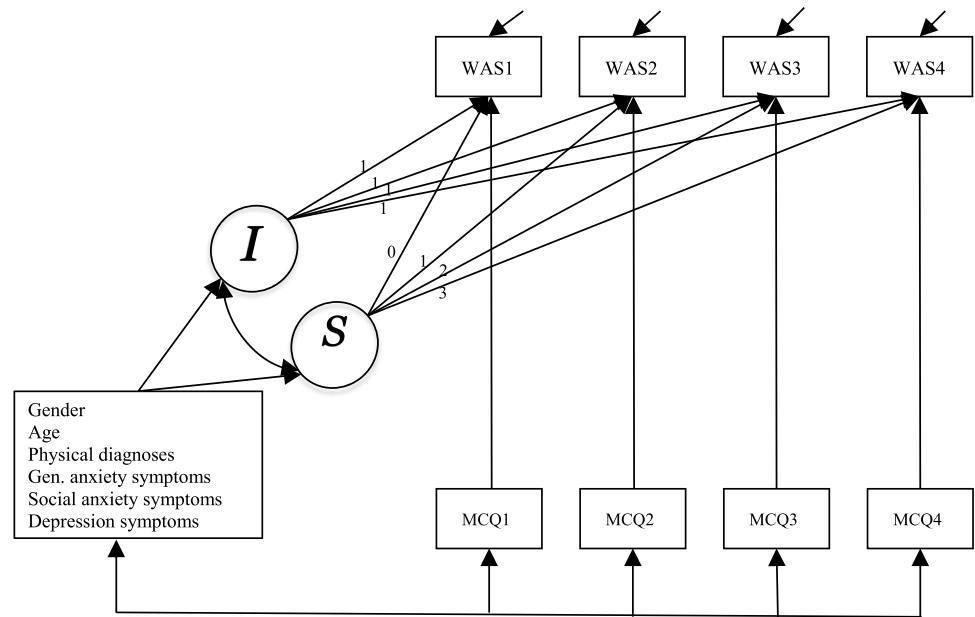 WAS1 WAS2 WAS3 WAS4
1
1
1
1
I
0
1
2
3
S
Gender
Age
Physical diagnoses
Gen. anxiety symptoms
Social anxiety symptoms
Depression symptoms
MCQ1 MCQ2 MCQ3 MCQ4